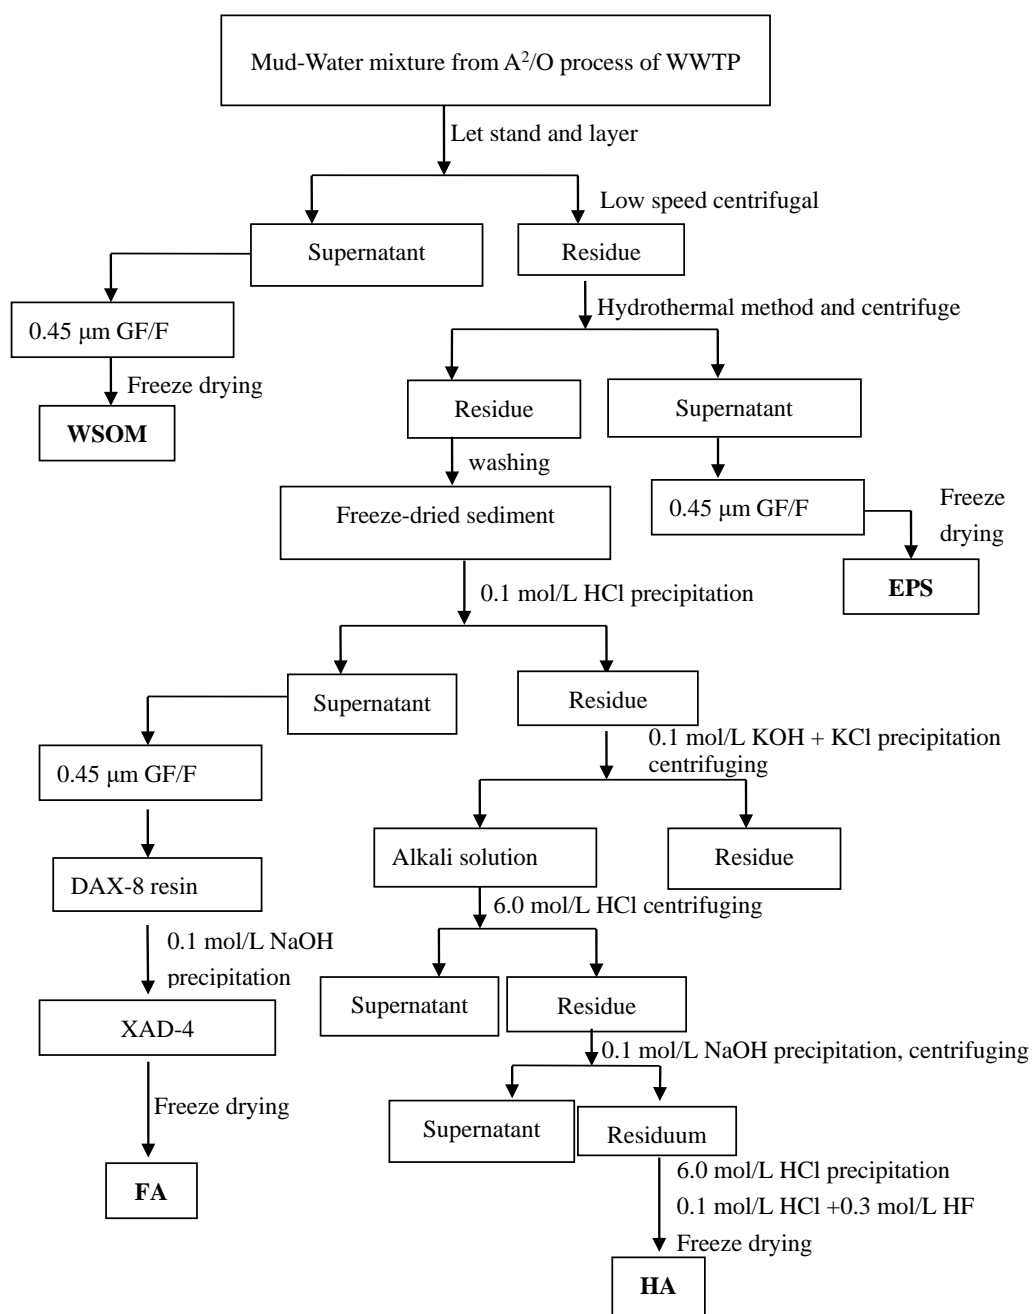 Mud-Water mixture from A²/O process of WWTP
Let stand and layer
Low speed centrifugal
Supernatant
Residue
Hydrothermal method and centrifuge
0.45 μm GF/F
Freeze drying
WSOM
Residue
Supernatant
washing
Freeze-dried sediment
0.45 μm GF/F
Freeze
drying
EPS
0.1 mol/L HCl precipitation
Supernatant
Residue
0.1 mol/L KOH + KCl precipitation
centrifuging
0.45 μm GF/F
Alkali solution
Residue
DAX-8 resin
6.0 mol/L HCl centrifuging
0.1 mol/L NaOH
precipitation
Supernatant
Residue
XAD-4
0.1 mol/L NaOH precipitation, centrifuging
Freeze drying
Supernatant
Residuum
FA
6.0 mol/L HCl precipitation
0.1 mol/L HCl +0.3 mol/L HF
Freeze drying
HA